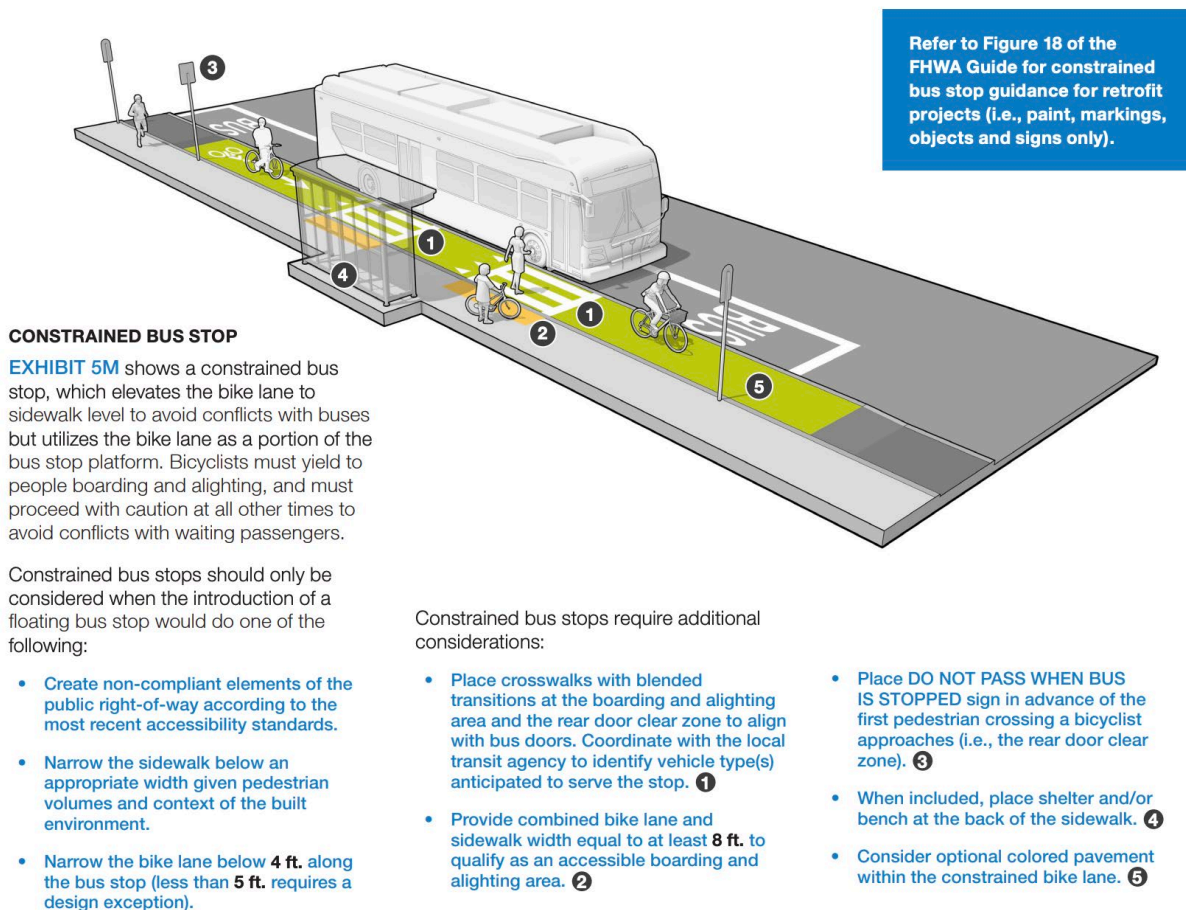 Refer to Figure 18 of the
FHWA Guide for constrained
bus stop guidance for retrofit
projects (i.e., paint, markings,
objects and signs only).
3
BUS
1
4
1
2
BUS
5
CONSTRAINED BUS STOP
EXHIBIT 5M shows a constrained bus
stop, which elevates the bike lane to
sidewalk level to avoid conflicts with buses
but utilizes the bike lane as a portion of the
bus stop platform. Bicyclists must yield to
people boarding and alighting, and must
proceed with caution at all other times to
avoid conflicts with waiting passengers.
Constrained bus stops should only be
considered when the introduction of a
floating bus stop would do one of the
following:
• Create non-compliant elements of the
public right-of-way according to the
most recent accessibility standards.
• Narrow the sidewalk below an
appropriate width given pedestrian
volumes and context of the built
environment.
• Narrow the bike lane below 4 ft. along
the bus stop (less than 5 ft. requires a
design exception).
Constrained bus stops require additional
considerations:
• Place crosswalks with blended
transitions at the boarding and alighting
area and the rear door clear zone to align
with bus doors. Coordinate with the local
transit agency to identify vehicle type(s)
anticipated to serve the stop. 1
• Provide combined bike lane and
sidewalk width equal to at least 8 ft. to
qualify as an accessible boarding and
alighting area. 2
• Place DO NOT PASS WHEN BUS
IS STOPPED sign in advance of the
first pedestrian crossing a bicyclist
approaches (i.e., the rear door clear
zone). 3
• When included, place shelter and/or
bench at the back of the sidewalk. 4
• Consider optional colored pavement
within the constrained bike lane. 5